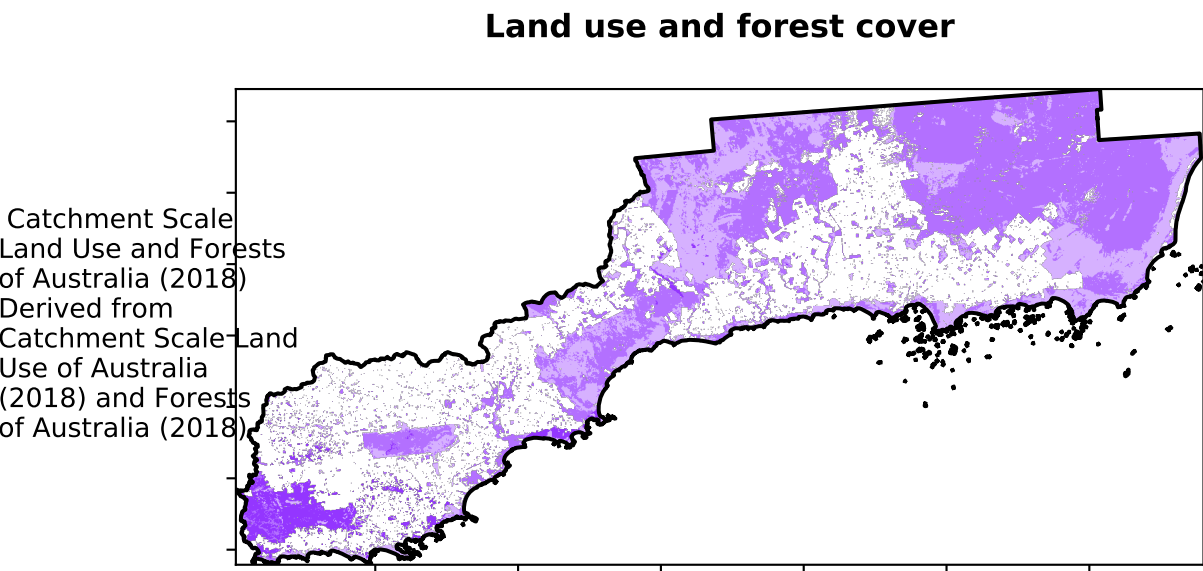 Land use and forest cover
Catchment Scale
Land Use and Forests
of Australia (2018)
Derived from
Catchment Scale Land
Use of Australia
(2018) and Forests
of Australia (2018)